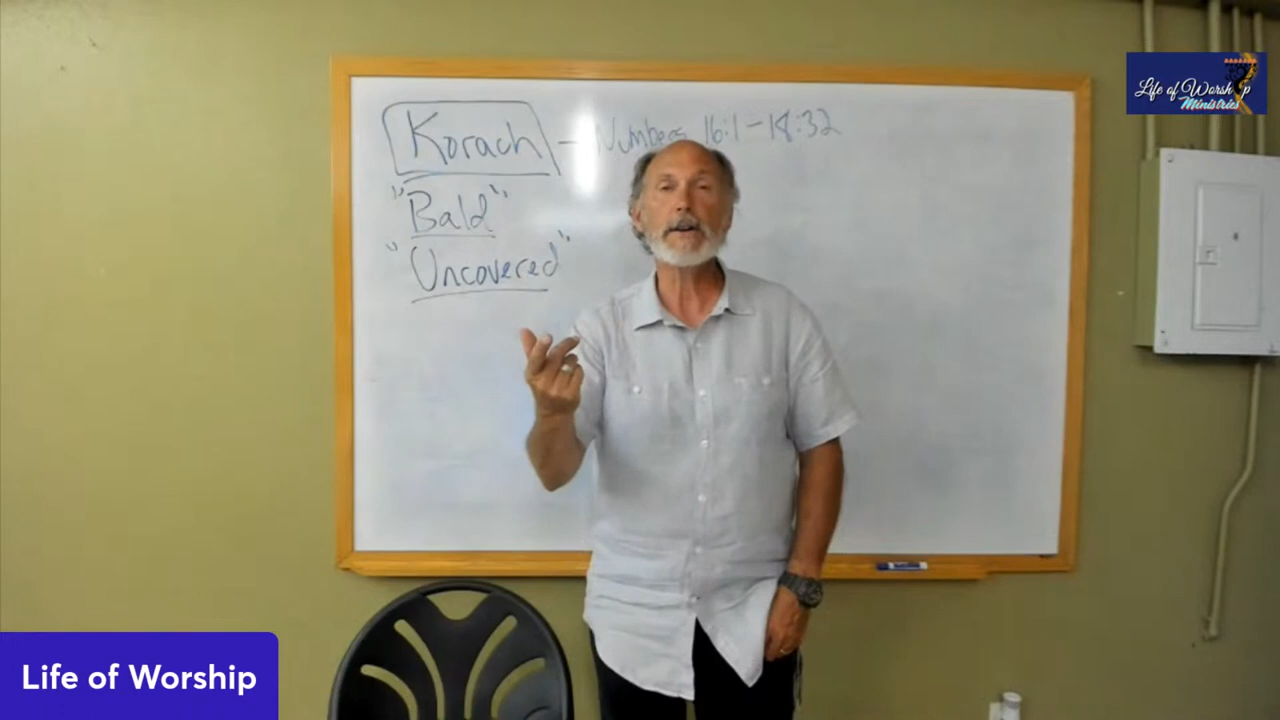 Korach - Numbers 16:1-18:32
"Bald"
"Uncovered"
Life of Worship
Ministries
Life of Worship